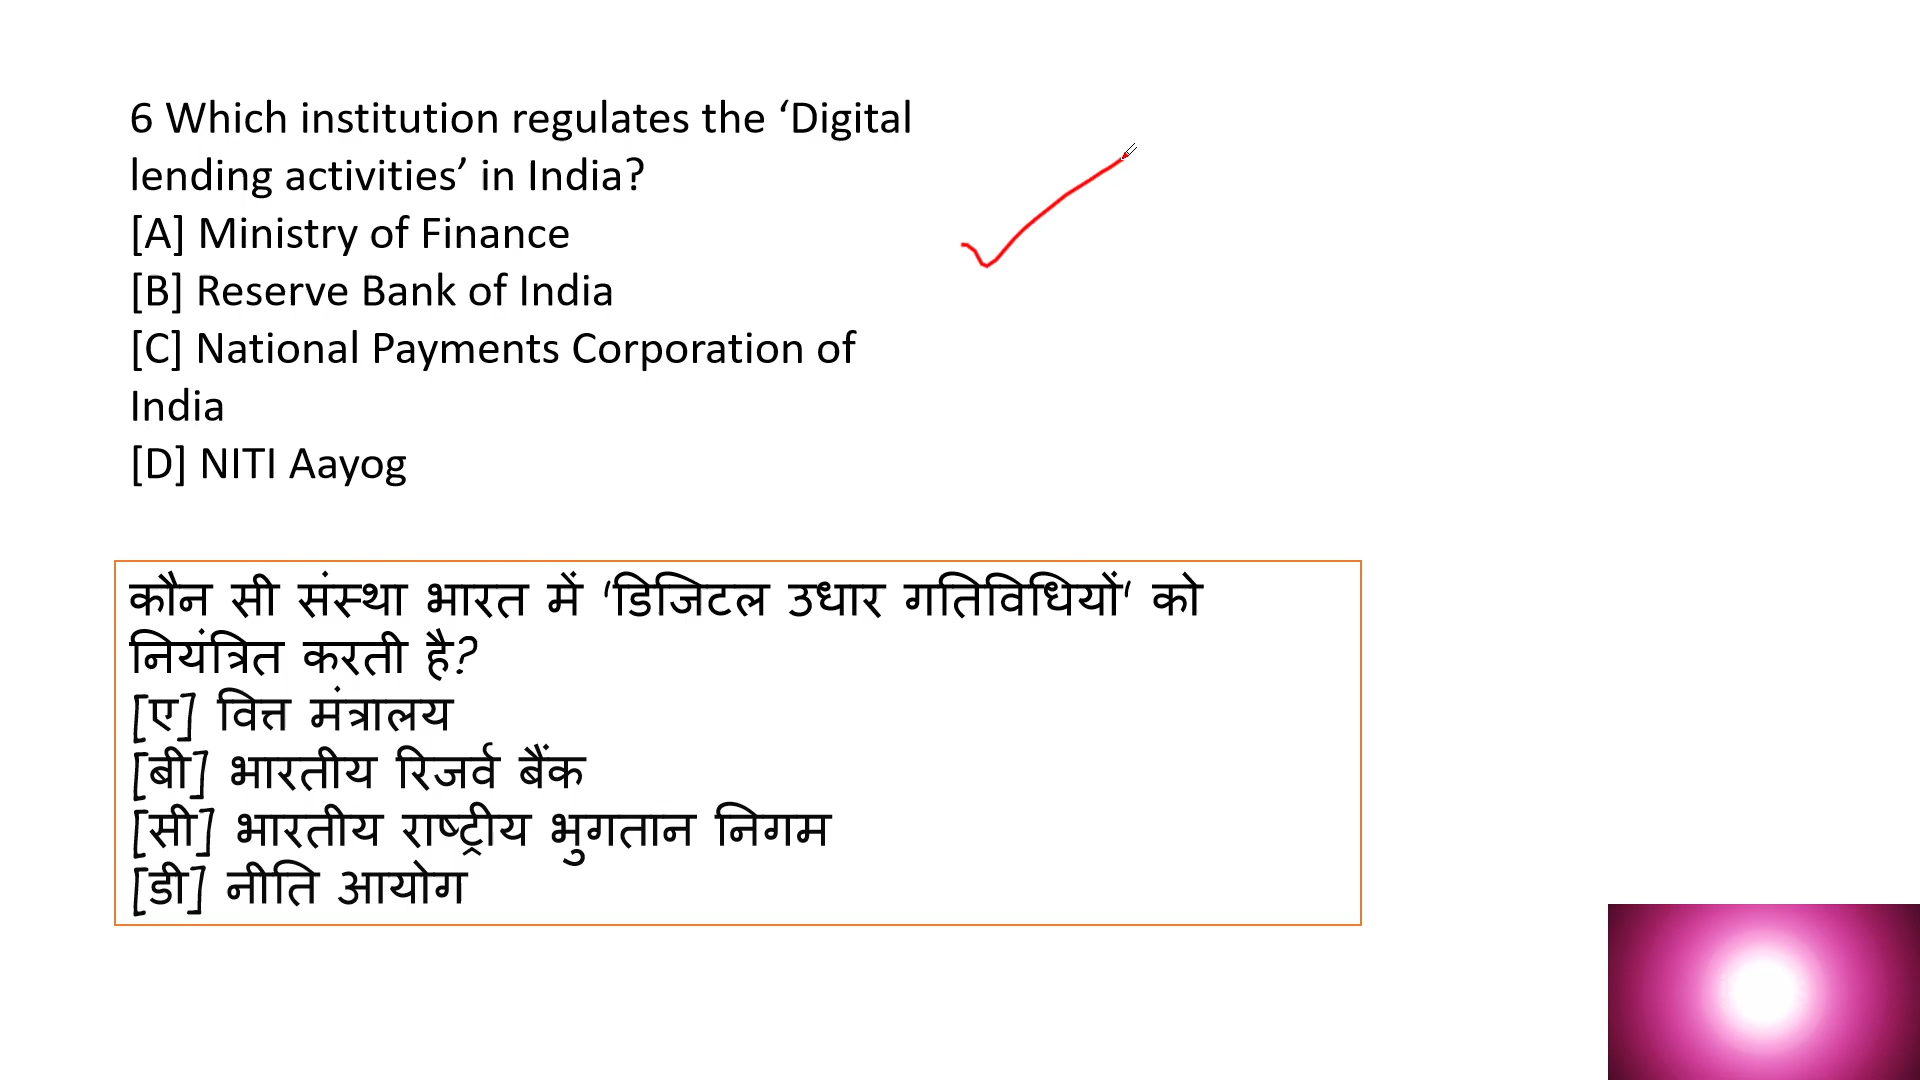 6 Which institution regulates the ‘Digital
lending activities’ in India?
[A] Ministry of Finance
[B] Reserve Bank of India
[C] National Payments Corporation of
India
[D] NITI Aayog
कौन सी संस्था भारत में 'डिजिटल उधार गतिविधियों' को
नियंत्रित करती है?
[ए] वित्त मंत्रालय
[बी] भारतीय रिजर्व बैंक
[सी] भारतीय राष्ट्रीय भुगतान निगम
[डी] नीति आयोग